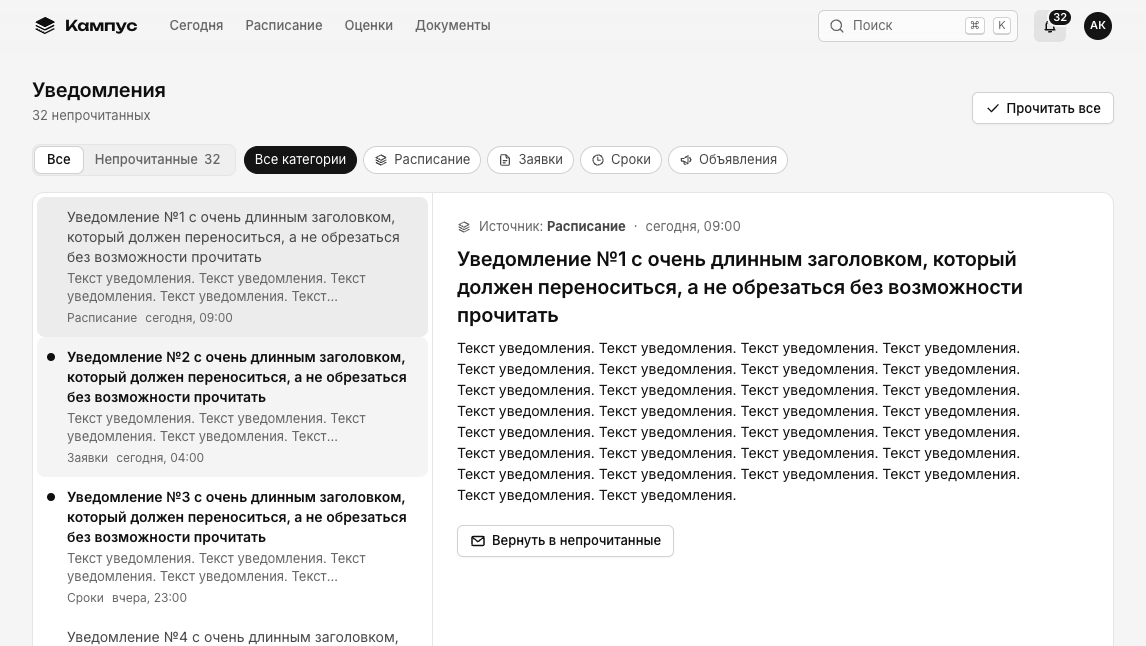 Кампус
Сегодня Расписание Оценки Документы
Поиск ⌘ K
32
АК
Уведомления
32 непрочитанных
Прочитать все
Все Непрочитанные 32 Все категории Расписание Заявки Сроки Объявления
Уведомление №1 с очень длинным заголовком,
который должен переноситься, а не обрезаться
без возможности прочитать
Текст уведомления. Текст уведомления. Текст
уведомления. Текст уведомления. Текст…
Расписание сегодня, 09:00
Уведомление №2 с очень длинным заголовком,
который должен переноситься, а не обрезаться
без возможности прочитать
Текст уведомления. Текст уведомления. Текст
уведомления. Текст уведомления. Текст…
Заявки сегодня, 04:00
Уведомление №3 с очень длинным заголовком,
который должен переноситься, а не обрезаться
без возможности прочитать
Текст уведомления. Текст уведомления. Текст
уведомления. Текст уведомления. Текст…
Сроки вчера, 23:00
Уведомление №4 с очень длинным заголовком,
Источник: Расписание · сегодня, 09:00
Уведомление №1 с очень длинным заголовком, который
должен переноситься, а не обрезаться без возможности
прочитать
Текст уведомления. Текст уведомления. Текст уведомления. Текст уведомления.
Текст уведомления. Текст уведомления. Текст уведомления. Текст уведомления.
Текст уведомления. Текст уведомления. Текст уведомления. Текст уведомления.
Текст уведомления. Текст уведомления. Текст уведомления. Текст уведомления.
Текст уведомления. Текст уведомления. Текст уведомления. Текст уведомления.
Текст уведомления. Текст уведомления. Текст уведомления. Текст уведомления.
Текст уведомления. Текст уведомления. Текст уведомления. Текст уведомления.
Текст уведомления. Текст уведомления.
Вернуть в непрочитанные